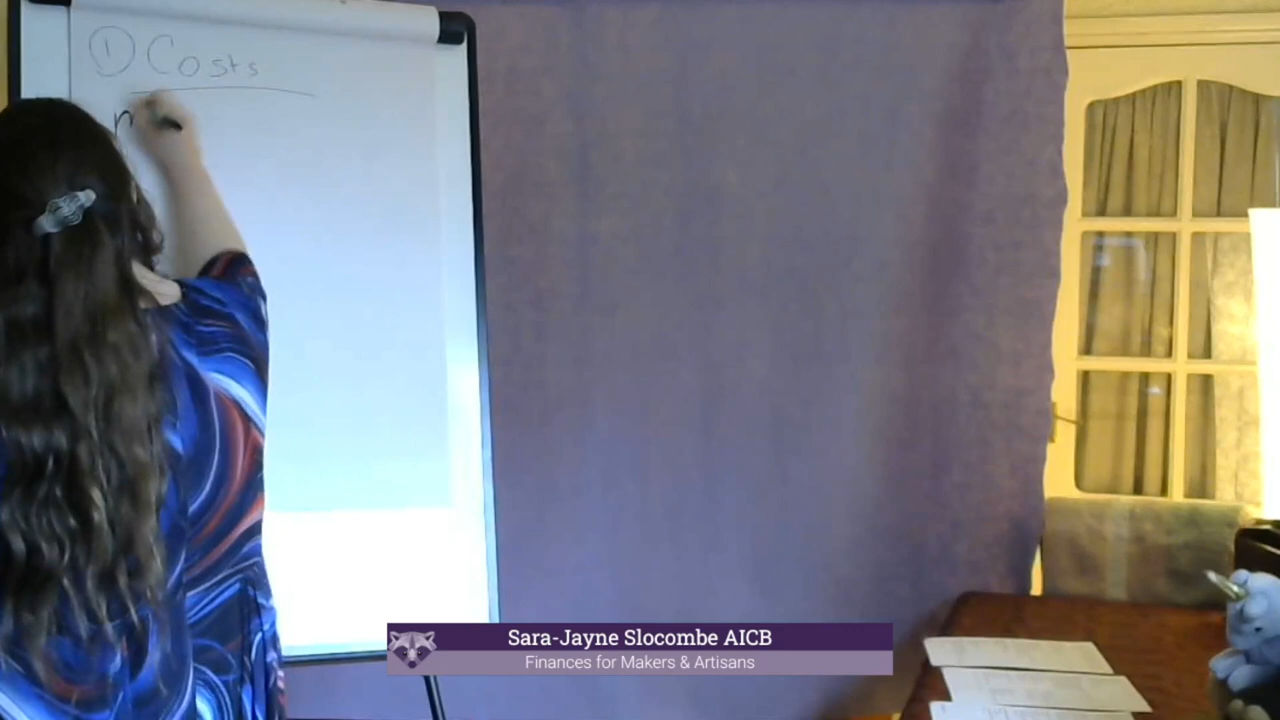 ① Costs
Sara-Jayne Slocombe AICB
Finances for Makers & Artisans